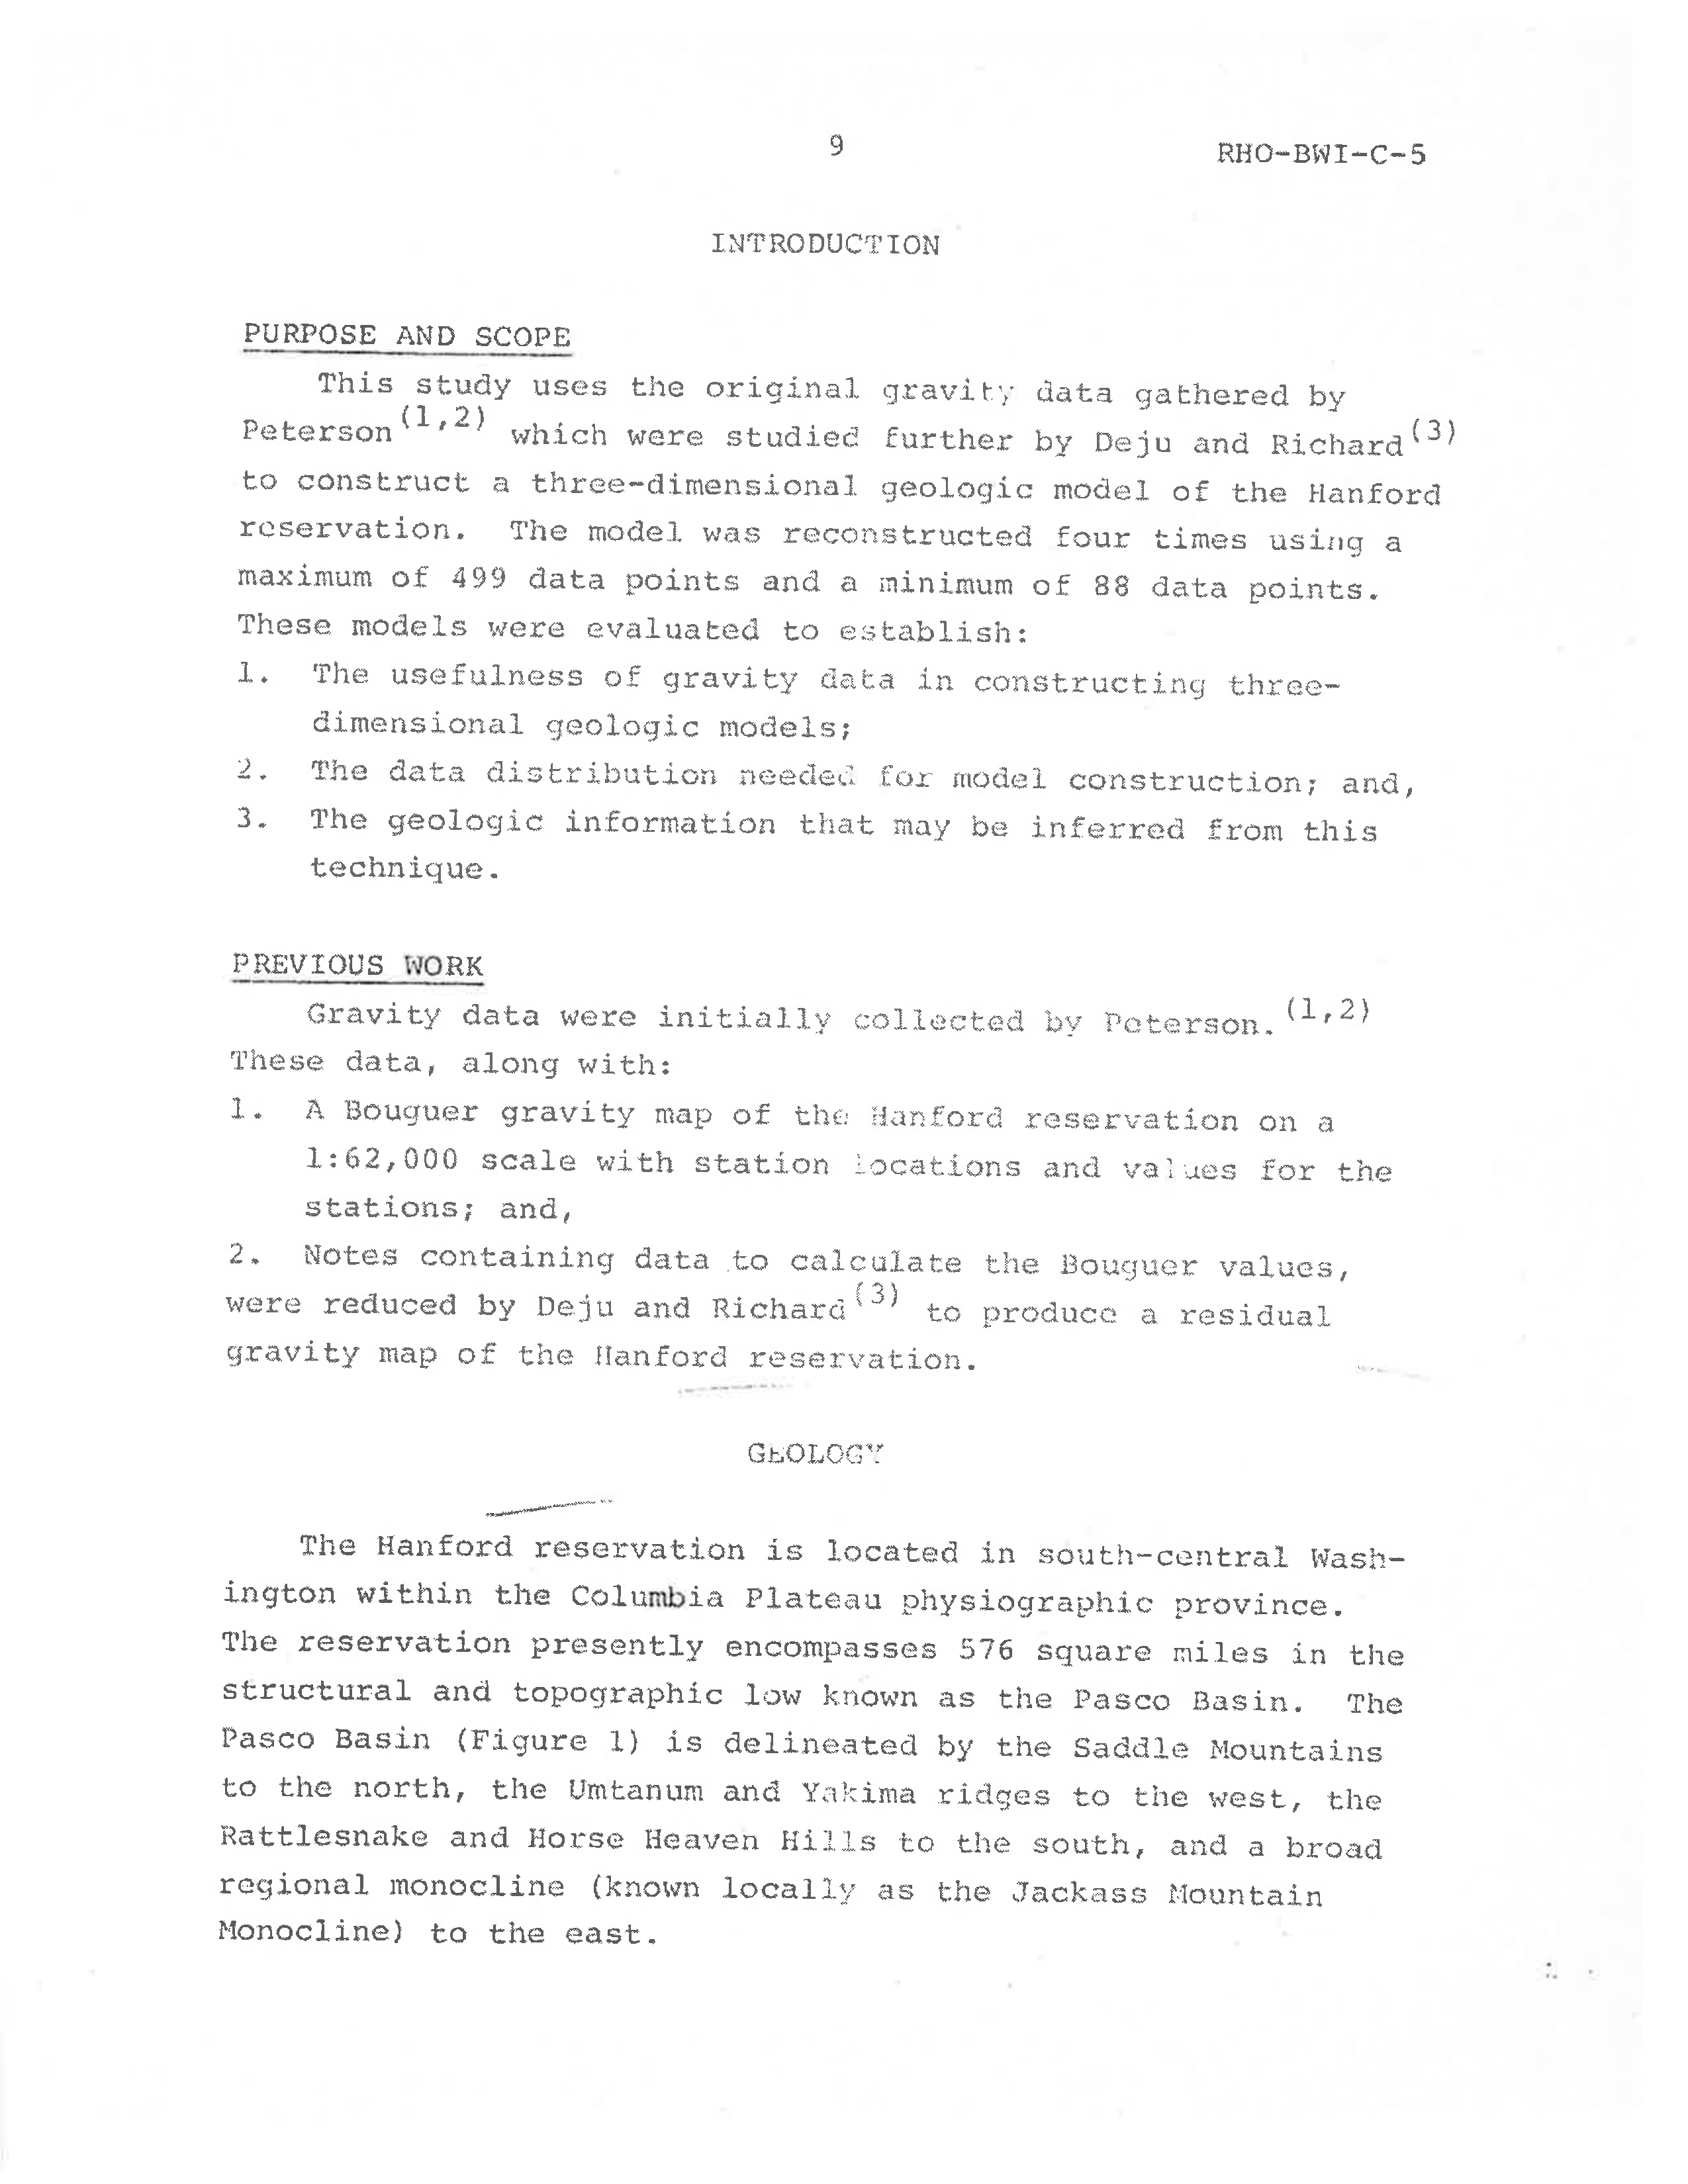 9
RHO-BWI-C-5
INTRODUCTION
PURPOSE AND SCOPE
This study uses the original gravity data gathered by
Peterson(1,2) which were studied further by Deju and Richard(3)
to construct a three-dimensional geologic model of the Hanford
reservation. The model was reconstructed four times using a
maximum of 499 data points and a minimum of 88 data points.
These models were evaluated to establish:
1. The usefulness of gravity data in constructing three-
dimensional geologic models;
2. The data distribution needed for model construction; and,
3. The geologic information that may be inferred from this
technique.
PREVIOUS WORK
Gravity data were initially collected by Peterson.(1,2)
These data, along with:
1. A Bouguer gravity map of the Hanford reservation on a
1:62,000 scale with station locations and values for the
stations; and,
2. Notes containing data to calculate the Bouguer values,
were reduced by Deju and Richard(3) to produce a residual
gravity map of the Hanford reservation.
GEOLOGY
The Hanford reservation is located in south-central Wash-
ington within the Columbia Plateau physiographic province.
The reservation presently encompasses 576 square miles in the
structural and topographic low known as the Pasco Basin. The
Pasco Basin (Figure 1) is delineated by the Saddle Mountains
to the north, the Umtanum and Yakima ridges to the west, the
Rattlesnake and Horse Heaven Hills to the south, and a broad
regional monocline (known locally as the Jackass Mountain
Monocline) to the east.